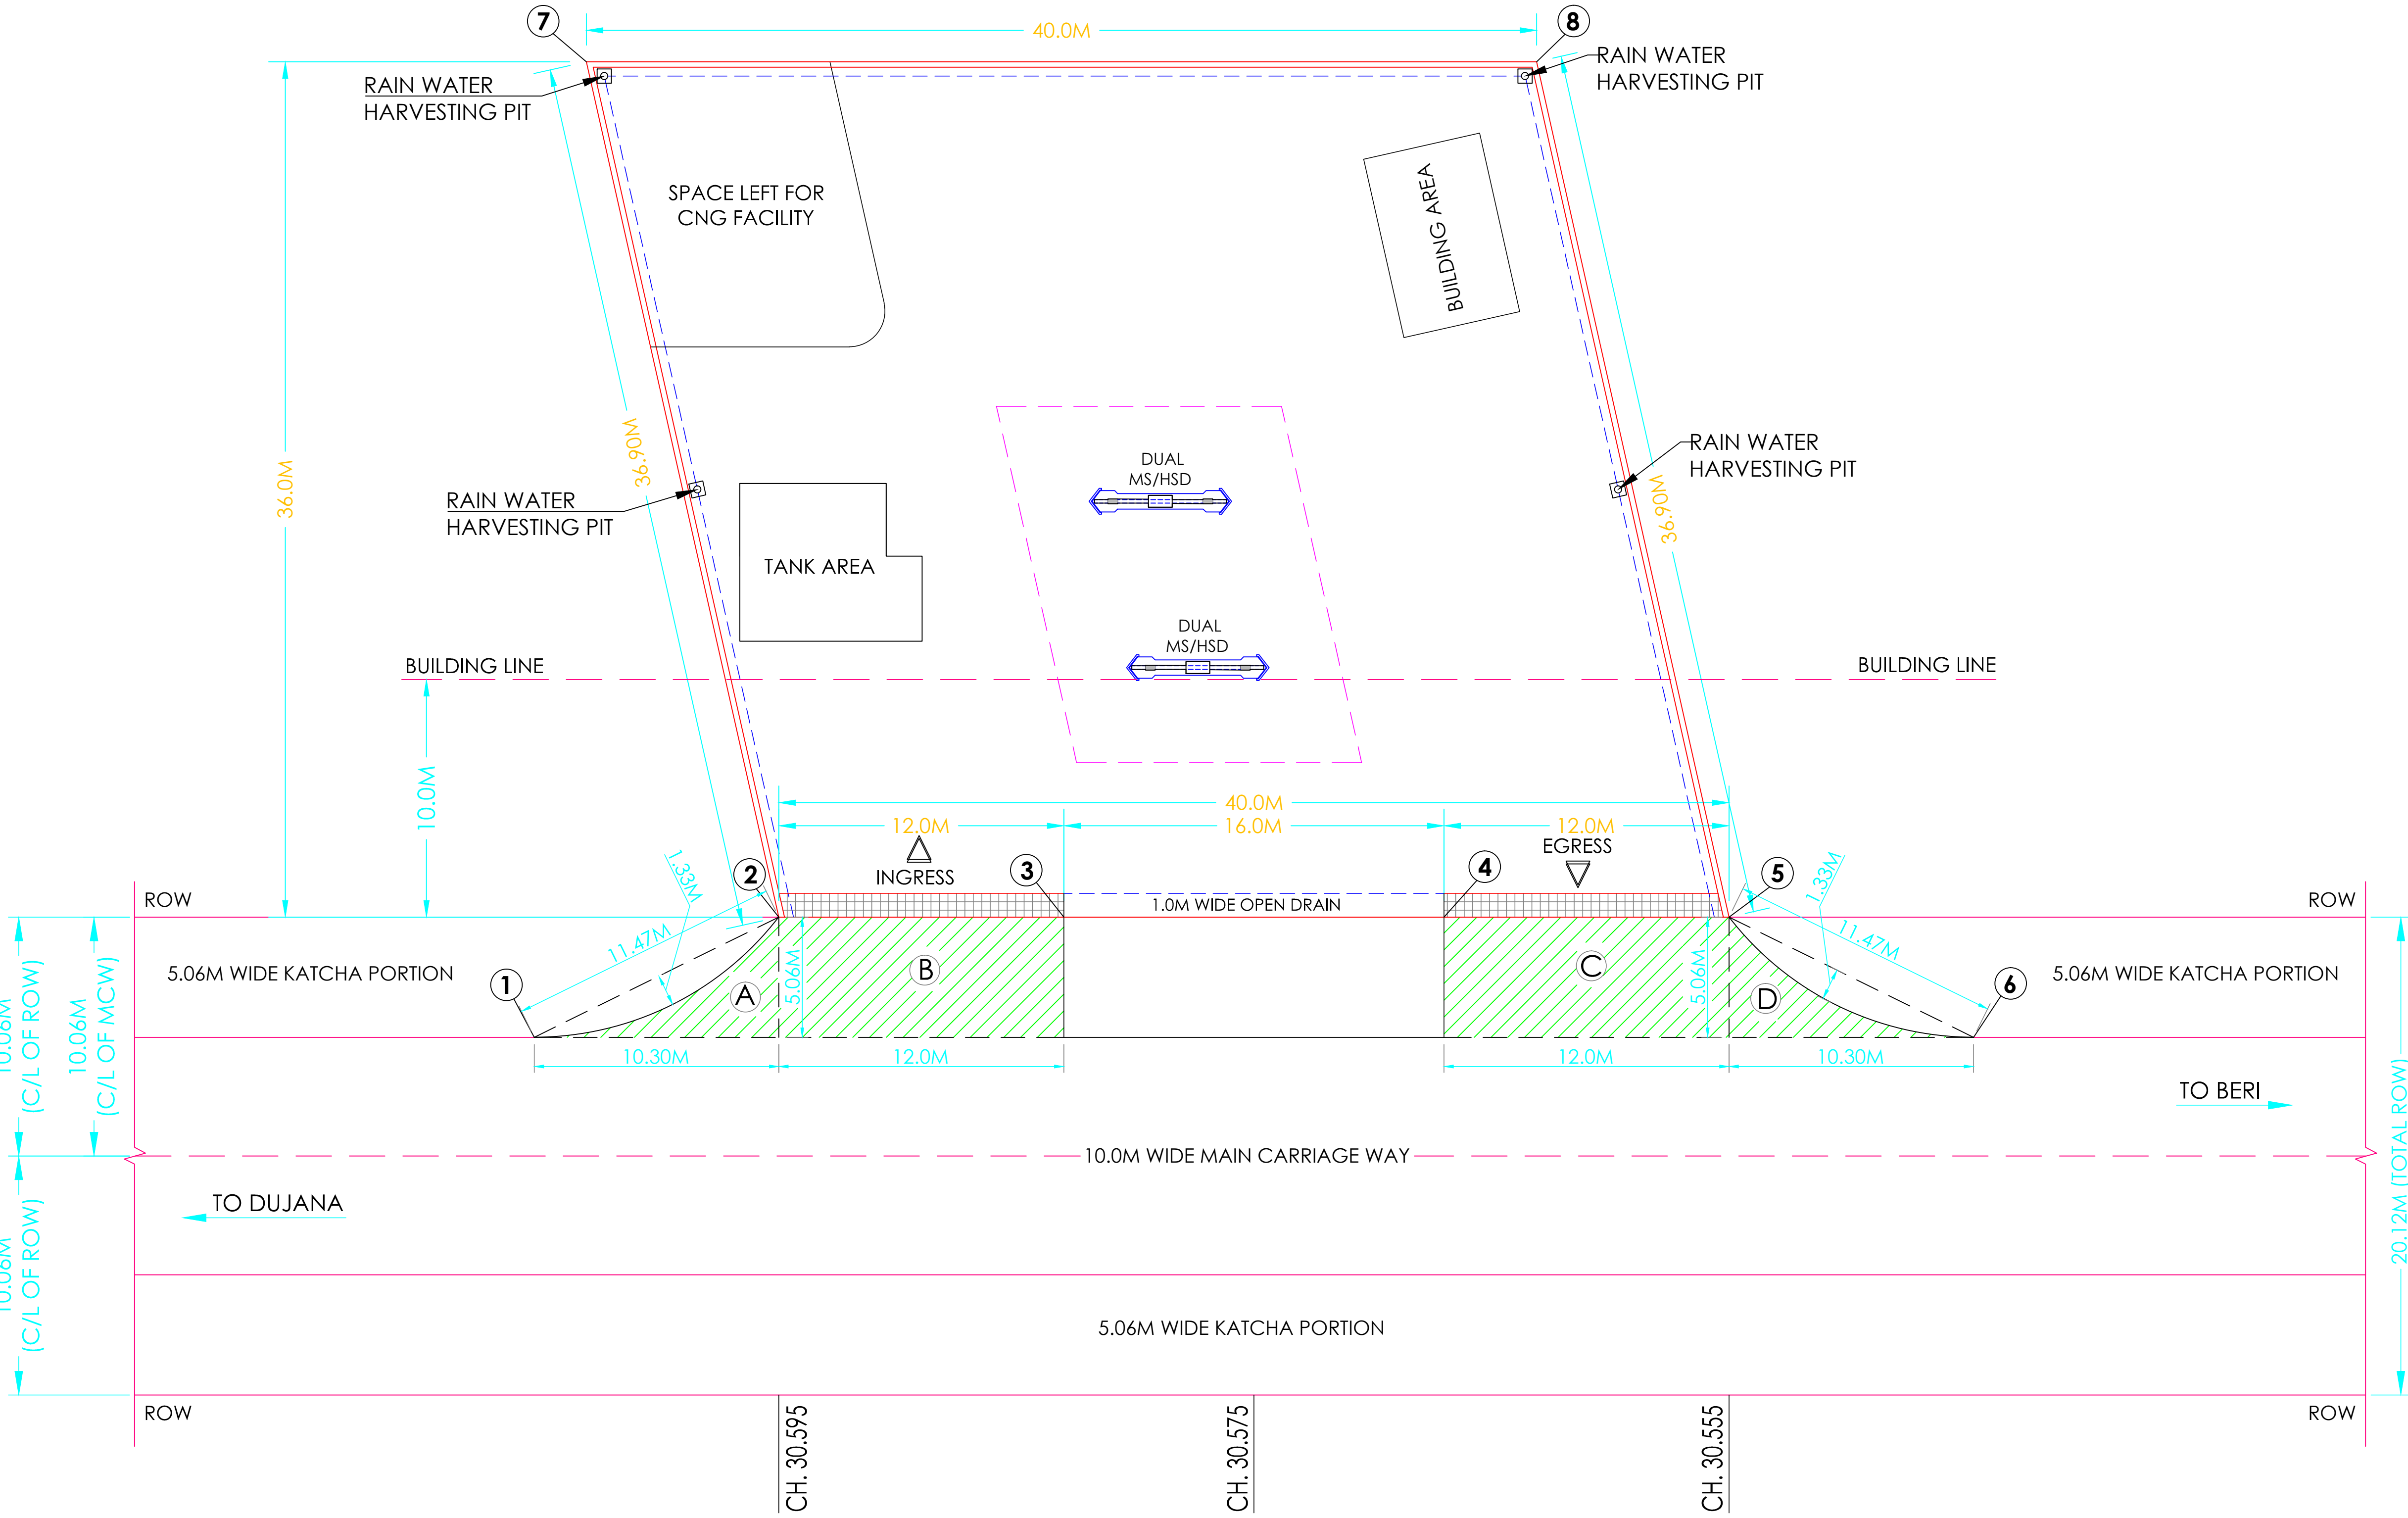 7
40.0M
8
RAIN WATER
HARVESTING PIT
RAIN WATER
HARVESTING PIT
SPACE LEFT FOR
CNG FACILITY
BUILDING AREA
36.0M
36.90M
36.90M
RAIN WATER
HARVESTING PIT
RAIN WATER
HARVESTING PIT
DUAL
MS/HSD
TANK AREA
DUAL
MS/HSD
BUILDING LINE
BUILDING LINE
10.0M
40.0M
12.0M
16.0M
12.0M
INGRESS
EGRESS
1.33M
1.33M
2
3
4
5
ROW
1.0M WIDE OPEN DRAIN
ROW
11.47M
11.47M
5.06M WIDE KATCHA PORTION
1
A
5.06M
B
C
5.06M
D
6
5.06M WIDE KATCHA PORTION
10.30M
12.0M
12.0M
10.30M
10.06M
(C/L OF ROW)
10.06M
(C/L OF MCW)
TO BERI
10.0M WIDE MAIN CARRIAGE WAY
TO DUJANA
10.06M
(C/L OF ROW)
20.12M (TOTAL ROW)
5.06M WIDE KATCHA PORTION
ROW
ROW
CH. 30.595
CH. 30.575
CH. 30.555